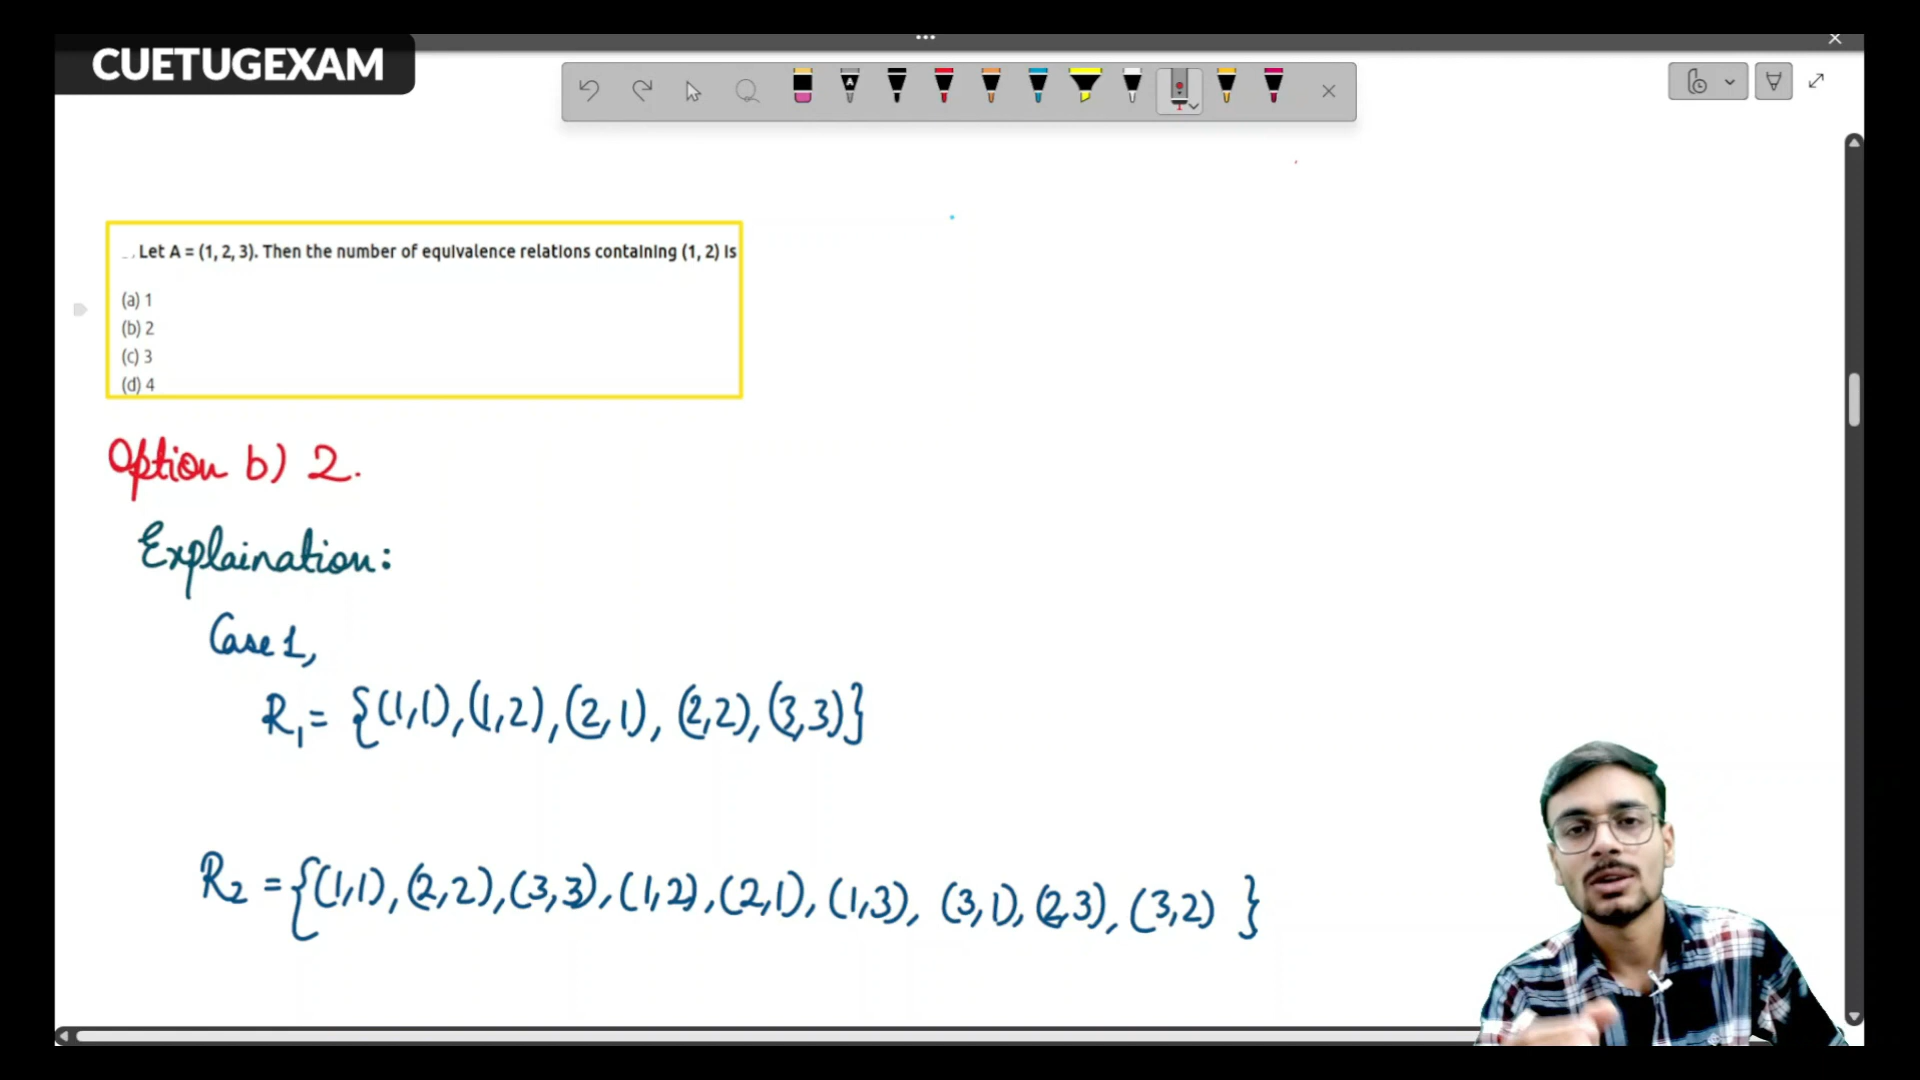 CUETUGEXAM
Let A = (1, 2, 3). Then the number of equivalence relations containing (1, 2) is
(a) 1
(b) 2
(c) 3
(d) 4
Option b) 2.
Explaination:
Case 1,
R₁ = {(1,1),(1,2),(2,1),(2,2),(3,3)}
R₂ = {(1,1),(2,2),(3,3),(1,2),(2,1),(1,3),(3,1),(2,3),(3,2)}